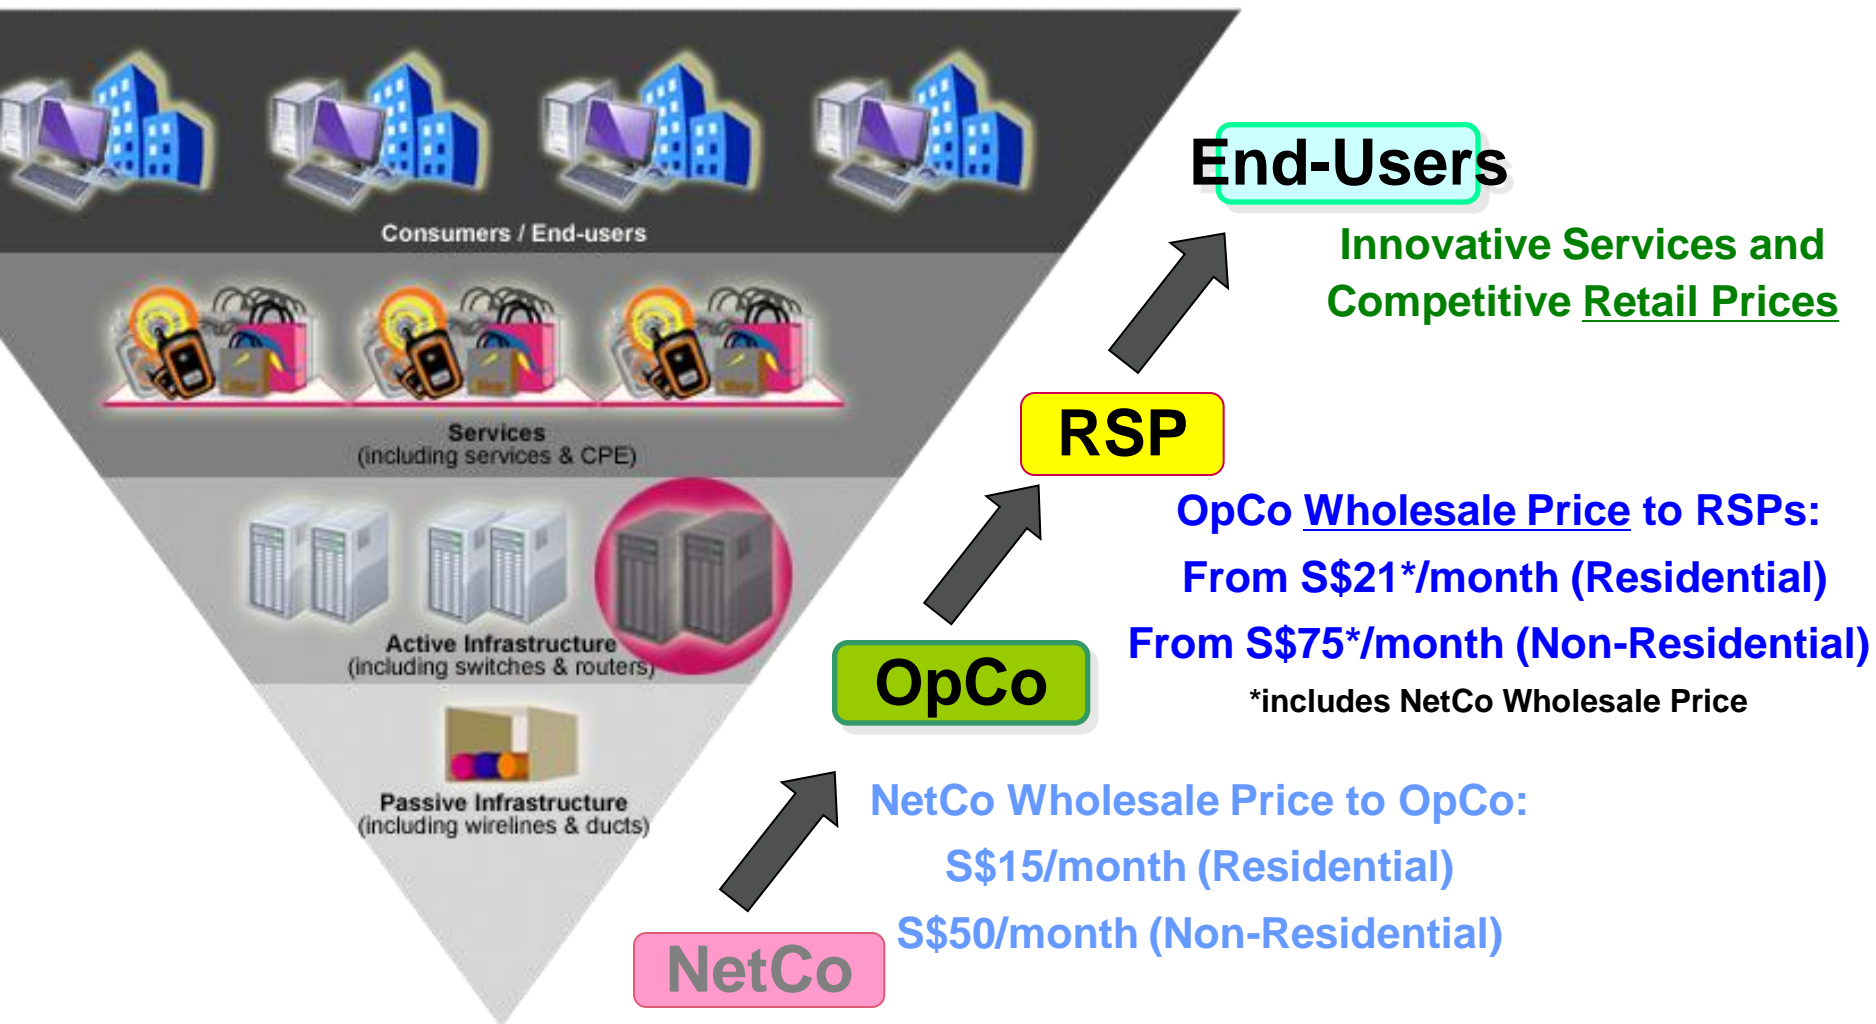 Consumers / End-users
Services
(including services & CPE)
Active Infrastructure
(including switches & routers)
Passive Infrastructure
(including wirelines & ducts)
End-Users
Innovative Services and
Competitive Retail Prices
RSP
OpCo Wholesale Price to RSPs:
From S$21*/month (Residential)
From S$75*/month (Non-Residential)
*includes NetCo Wholesale Price
OpCo
NetCo Wholesale Price to OpCo:
S$15/month (Residential)
S$50/month (Non-Residential)
NetCo